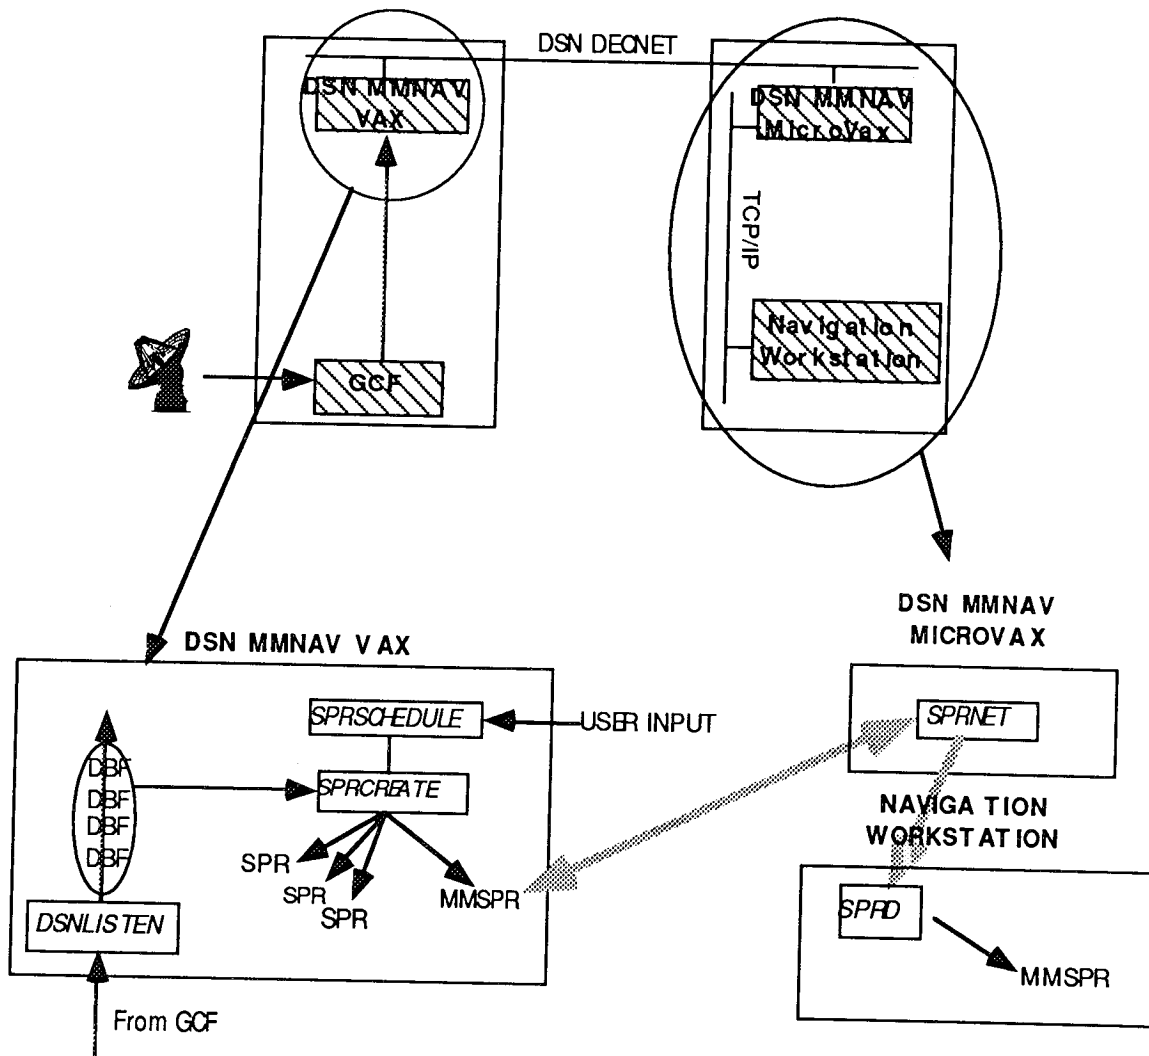 DSN DECNET
DSN MMNAV
VAX
DSN MMNAV
MicroVax
TCP/IP
Navigation
Workstation
GCF
DSN MMNAV
MICROVAX
DSN MMNAV VAX
SPRSCHEDULE
USER INPUT
SPRNET
DBF
DBF
DBF
DBF
SPRCREATE
NAVIGATION
WORKSTATION
SPR
SPR
SPR
MMSPR
DSNLISTEN
SPRD
MMSPR
From GCF